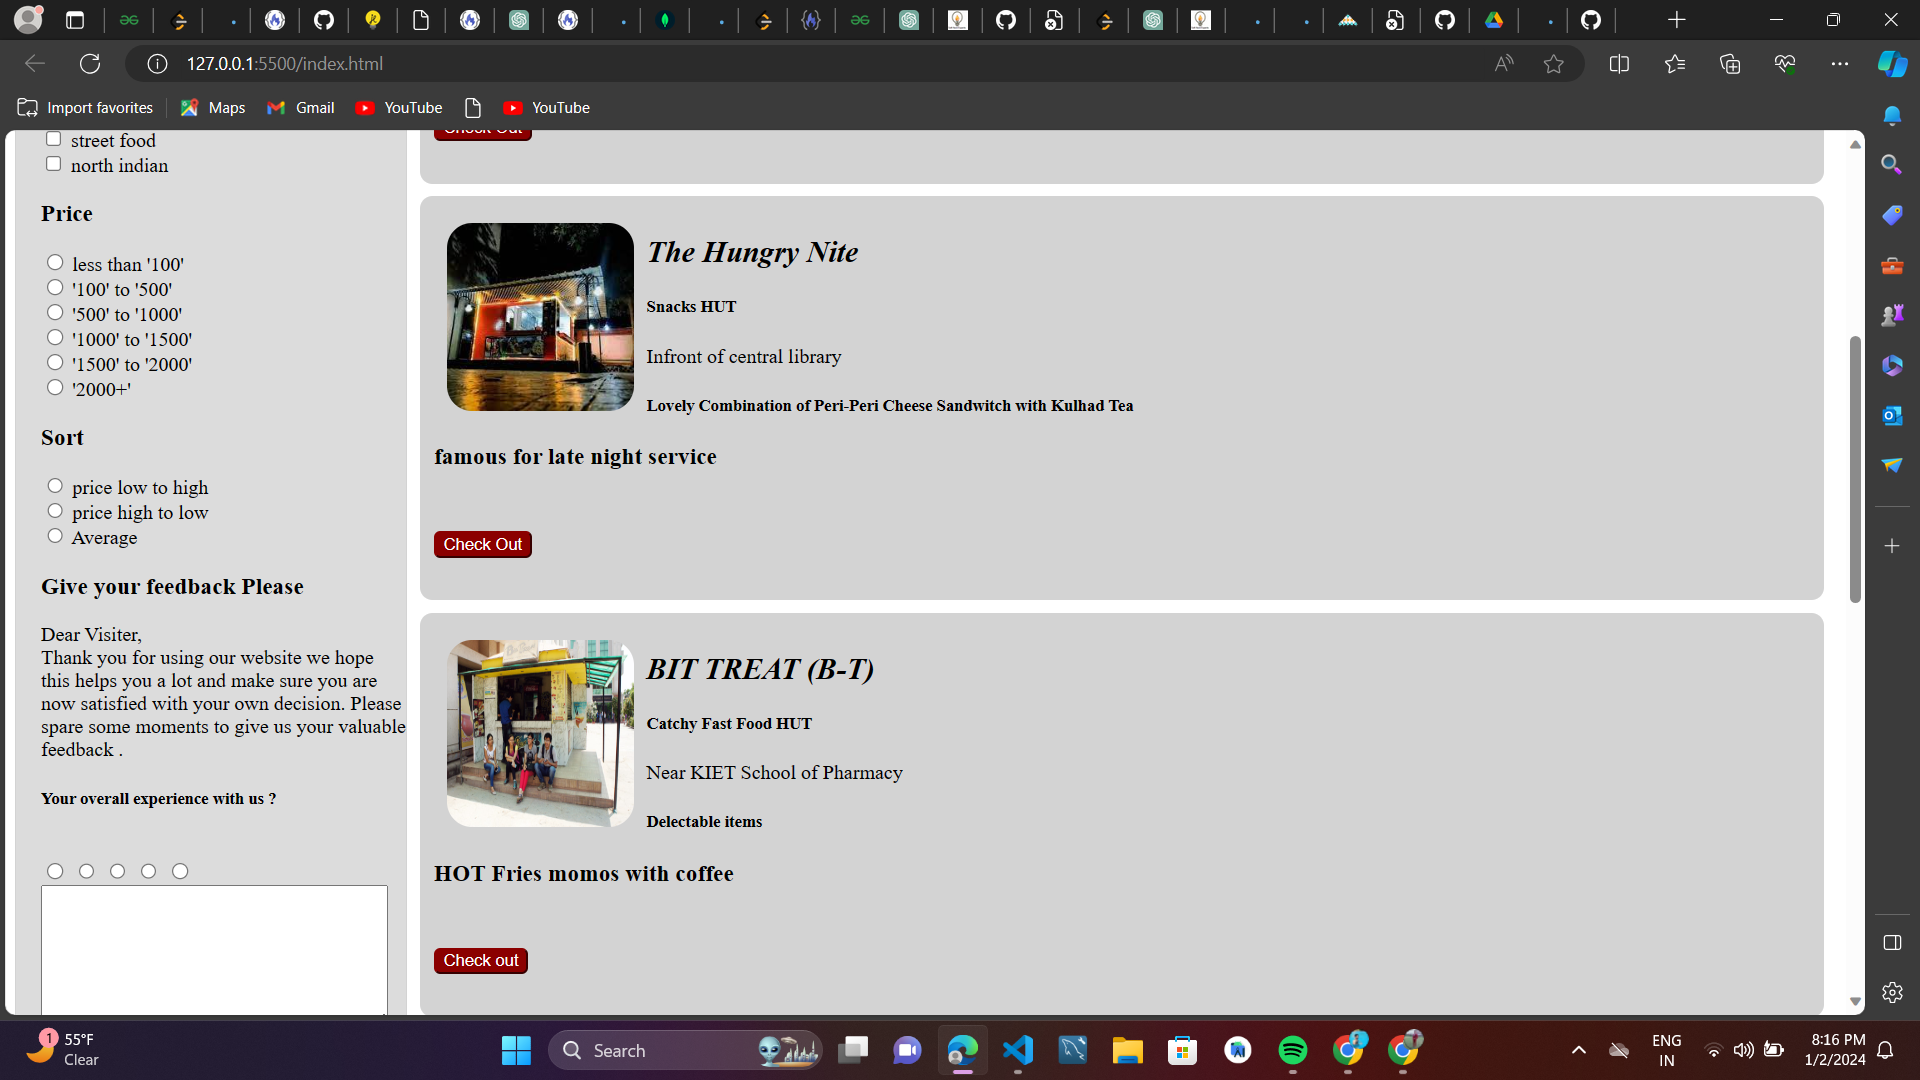 127.0.0.1:5500/index.html
Import favorites
Maps
Gmail
YouTube
YouTube
street food
north indian
Price
less than '100'
'100' to '500'
'500' to '1000'
'1000' to '1500'
'1500' to '2000'
'2000+'
Sort
price low to high
price high to low
Average
Give your feedback Please
Dear Visiter,
Thank you for using our website we hope
this helps you a lot and make sure you are
now satisfied with your own decision. Please
spare some moments to give us your valuable
feedback .
Your overall experience with us ?
Check Out
The Hungry Nite
Snacks HUT
Infront of central library
Lovely Combination of Peri-Peri Cheese Sandwitch with Kulhad Tea
famous for late night service
Check Out
BIT TREAT (B-T)
Catchy Fast Food HUT
Near KIET School of Pharmacy
Delectable items
HOT Fries momos with coffee
Check out
1
55°F
Clear
Search
ENG
IN
8:16 PM
1/2/2024